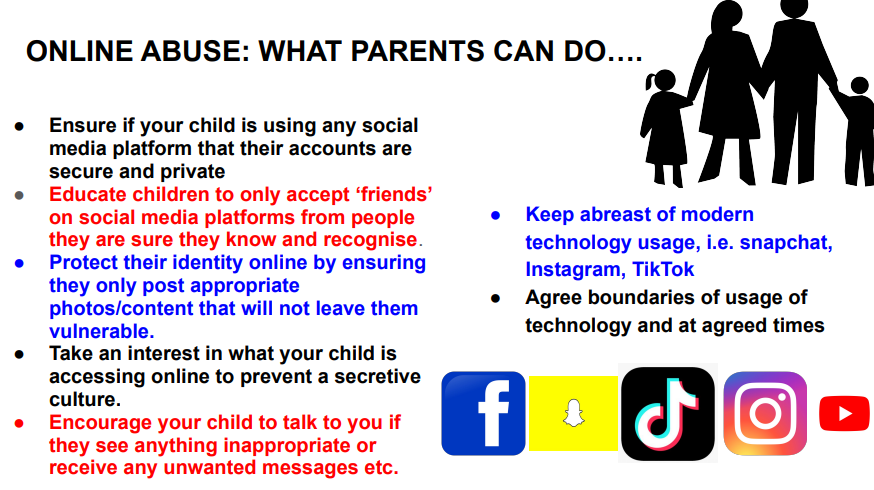 ONLINE ABUSE: WHAT PARENTS CAN DO….
● Ensure if your child is using any social
media platform that their accounts are
secure and private
● Educate children to only accept ‘friends’
on social media platforms from people
they are sure they know and recognise.
● Protect their identity online by ensuring
they only post appropriate
photos/content that will not leave them
vulnerable.
● Take an interest in what your child is
accessing online to prevent a secretive
culture.
● Encourage your child to talk to you if
they see anything inappropriate or
receive any unwanted messages etc.
● Keep abreast of modern
technology usage, i.e. snapchat,
Instagram, TikTok
● Agree boundaries of usage of
technology and at agreed times